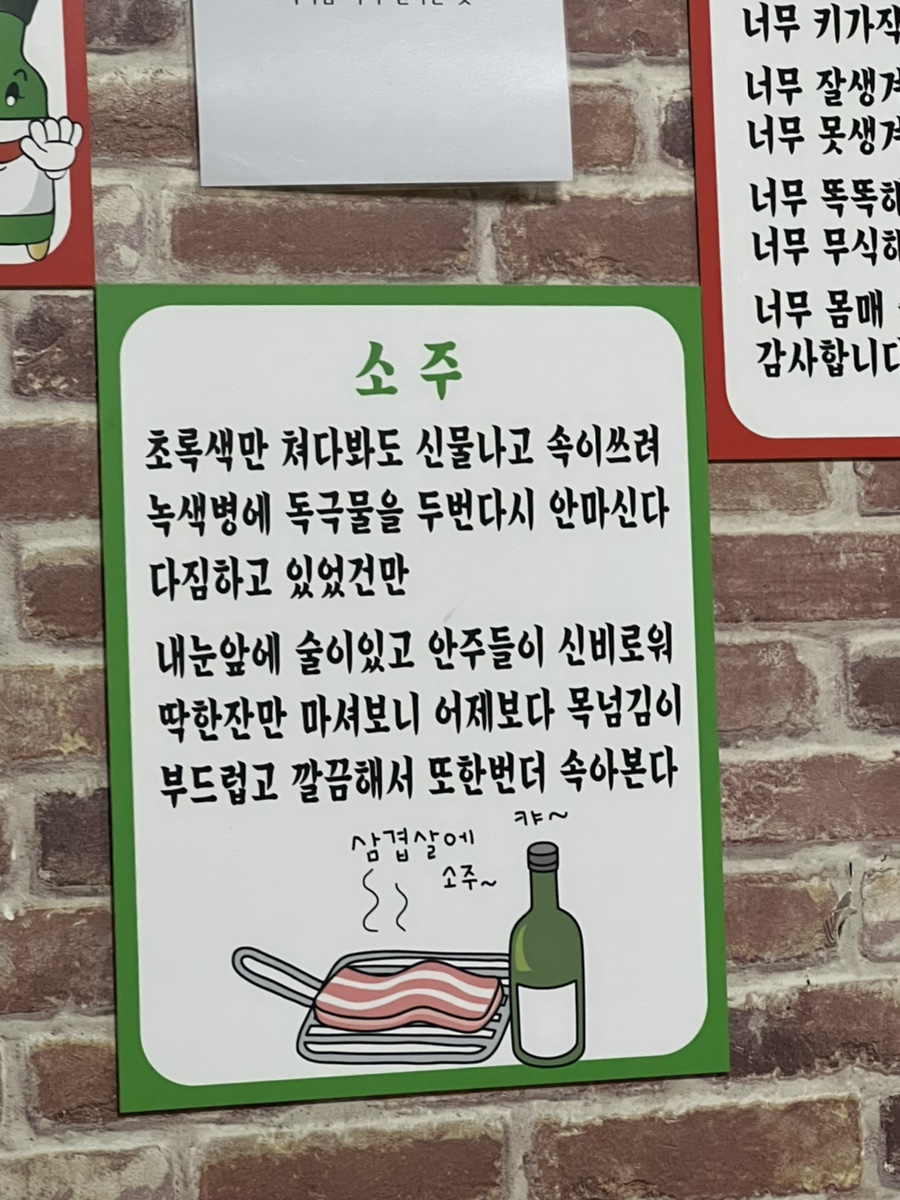 소주
초록색만 쳐다봐도 신물나고 속이쓰려
녹색병에 독극물을 두번다시 안마신다
다짐하고 있었건만
내눈앞에 술이있고 안주들이 신비로워
딱한잔만 마셔보니 어제보다 목넘김이
부드럽고 깔끔해서 또한번더 속아본다
캬~
삼겹살에
소주~
너무 키가작
너무 잘생겨
너무 못생겨
너무 똑똑해
너무 무식해
너무 몸매
감사합니다